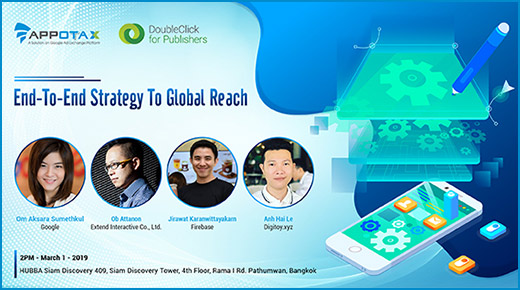 APPOTAX
A Solution on Google Ad Exchange Platform
DoubleClick
for Publishers
End-To-End Strategy To Global Reach
Om Aksara Sumethkul
Google
Ob Attanon
Extend Interactive Co., Ltd.
Jirawat Karanwittayakarn
Firebase
Anh Hai Le
Digitoy.xyz
2PM - March 1 - 2019
HUBBA Siam Discovery 409, Siam Discovery Tower, 4th Floor, Rama I Rd. Pathumwan, Bangkok